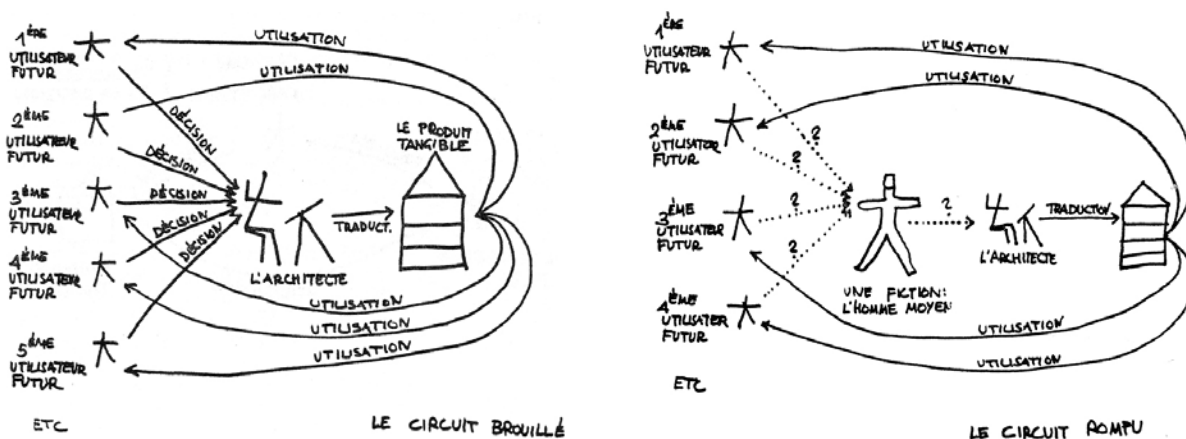 1ÈRE
UTILISATEUR
FUTUR
2ÈME
UTILISATEUR
FUTUR
3ÈME
UTILISATEUR
FUTUR
4ÈME
UTILISATEUR
FUTUR
5ÈME
UTILISATEUR
FUTUR
ETC
UTILISATION
UTILISATION
DÉCISION
DÉCISION
DÉCISION
DÉCISION
DÉCISION
LE PRODUIT
TANGIBLE
TRADUCT.
L'ARCHITECTE
UTILISATION
UTILISATION
UTILISATION
LE CIRCUIT BROUILLÉ
1ÈRE
UTILISATEUR
FUTUR
2ÈME
UTILISATER
FUTUR
3ÈME
UTILISATEUR
FUTUR
4ÈME
UTILISATER
FUTUR
ETC
UTILISATION
UTILISATION
?
?
?
?
?
UNE FICTION:
L'HOMME MOYEN
L'ARCHITECTE
TRADUCTION
UTILISATION
UTILISATION
LE CIRCUIT ROMPU